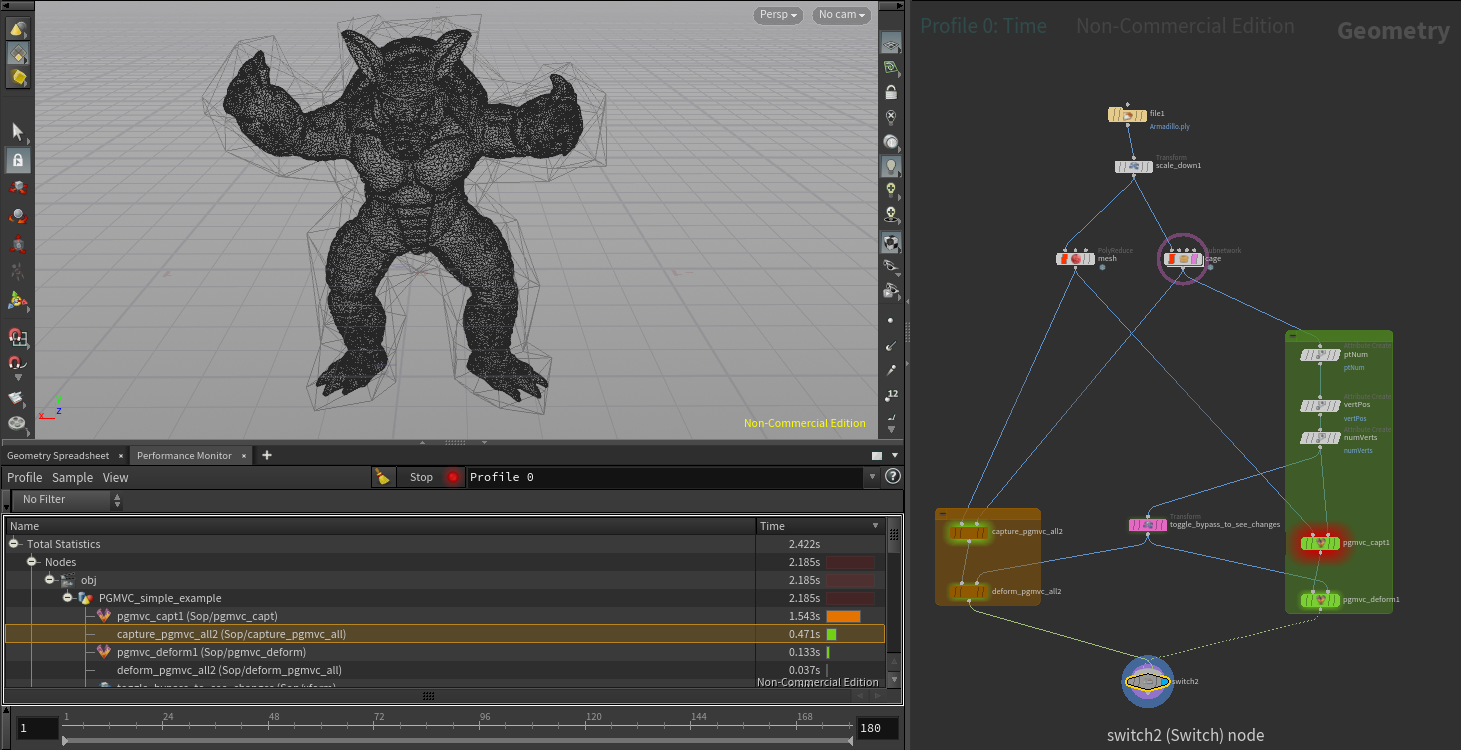 Persp
No cam
Non-Commercial Edition
x
Y
Z
12
Geometry Spreadsheet
Performance Monitor
Profile Sample View
Stop
Profile 0
No Filter
Name
Time
Total Statistics
2.422s
Nodes
2.185s
obj
2.185s
PGMVC_simple_example
2.185s
pgmvc_capt1 (Sop/pgmvc_capt)
1.543s
capture_pgmvc_all2 (Sop/capture_pgmvc_all)
0.471s
pgmvc_deform1 (Sop/pgmvc_deform)
0.133s
deform_pgmvc_all2 (Sop/deform_pgmvc_all)
0.037s
Non-Commercial Edition
1
1 24 48 72 96 120 144 168
180
Profile 0: Time
Non-Commercial Edition
Geometry
file1
Armadillo.ply
Transform
scale_down1
PolyReduce
mesh
Subnetwork
cage
Attribute Create
ptNum
ptNum
Attribute Create
vertPos
vertPos
Attribute Create
numVerts
numVerts
capture_pgmvc_all2
Transform
toggle_bypass_to_see_changes
pgmvc_capt1
deform_pgmvc_all2
pgmvc_deform1
switch2
switch2 (Switch) node